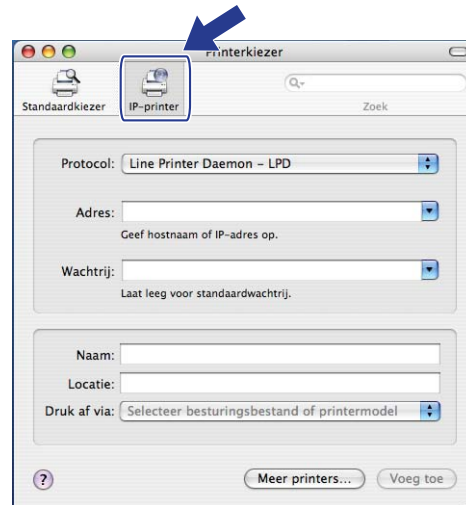 Printerkiezer
Standaardkiezer
IP-printer
Zoek
Protocol: Line Printer Daemon – LPD
Adres:
Geef hostnaam of IP-adres op.
Wachtrij:
Laat leeg voor standaardwachtrij.
Naam:
Locatie:
Druk af via: Selecteer besturingsbestand of printermodel
? Meer printers... Voeg toe